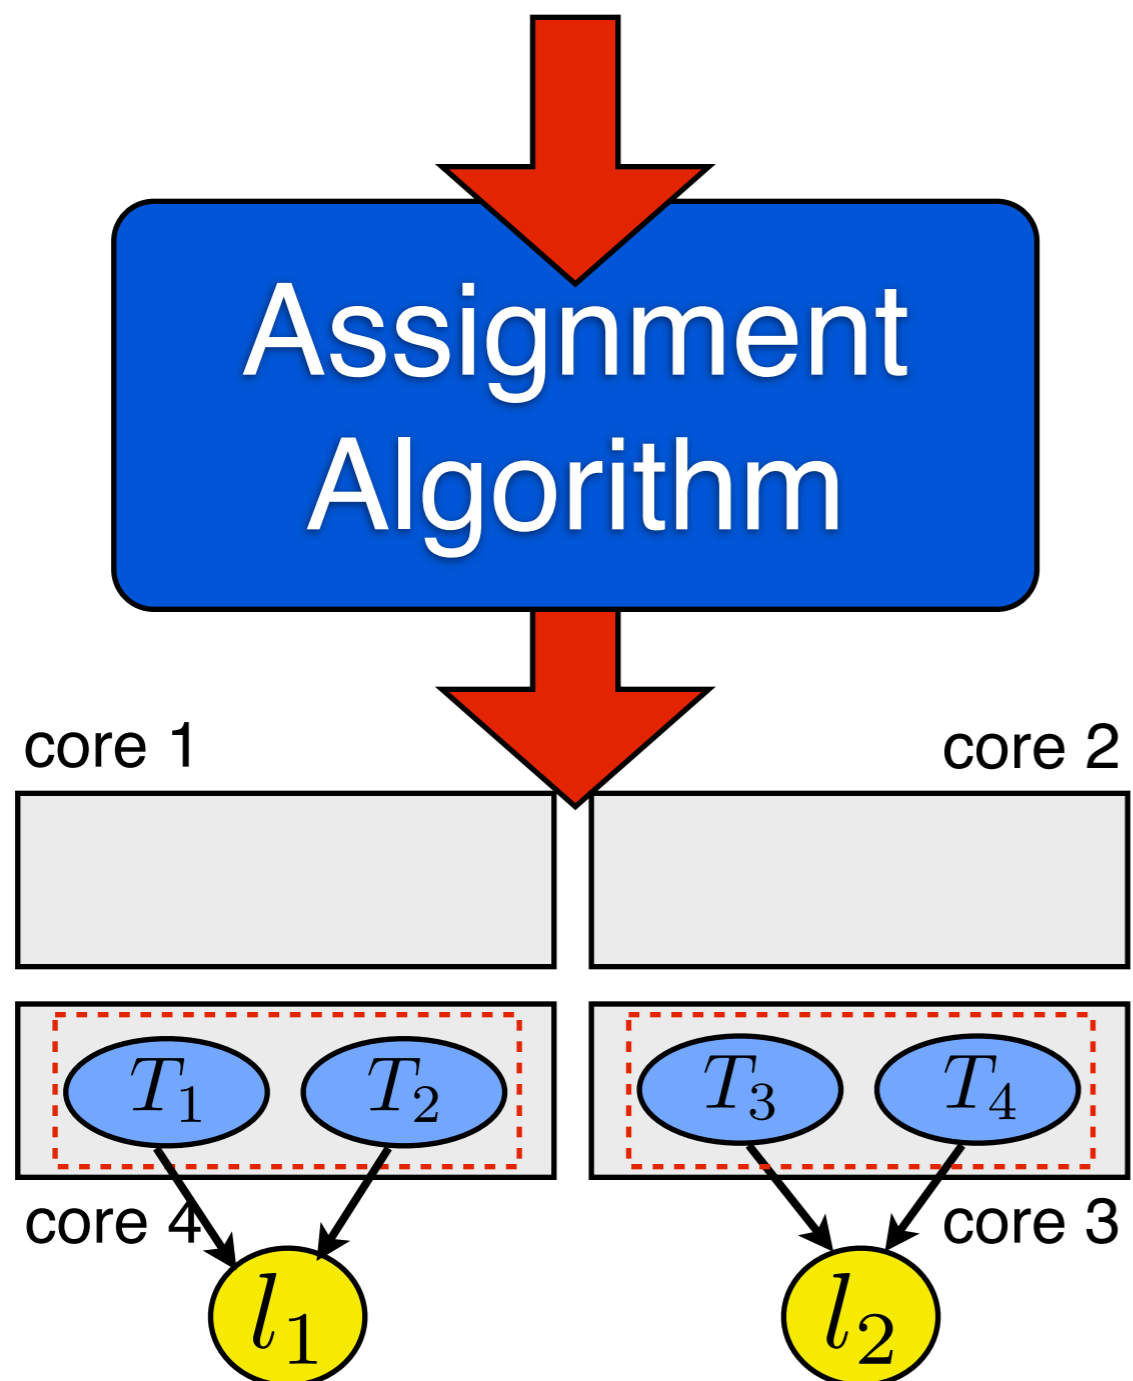 Assignment
Algorithm
core 1
core 2
T1
T2
T3
T4
core 4
core 3
l1
l2